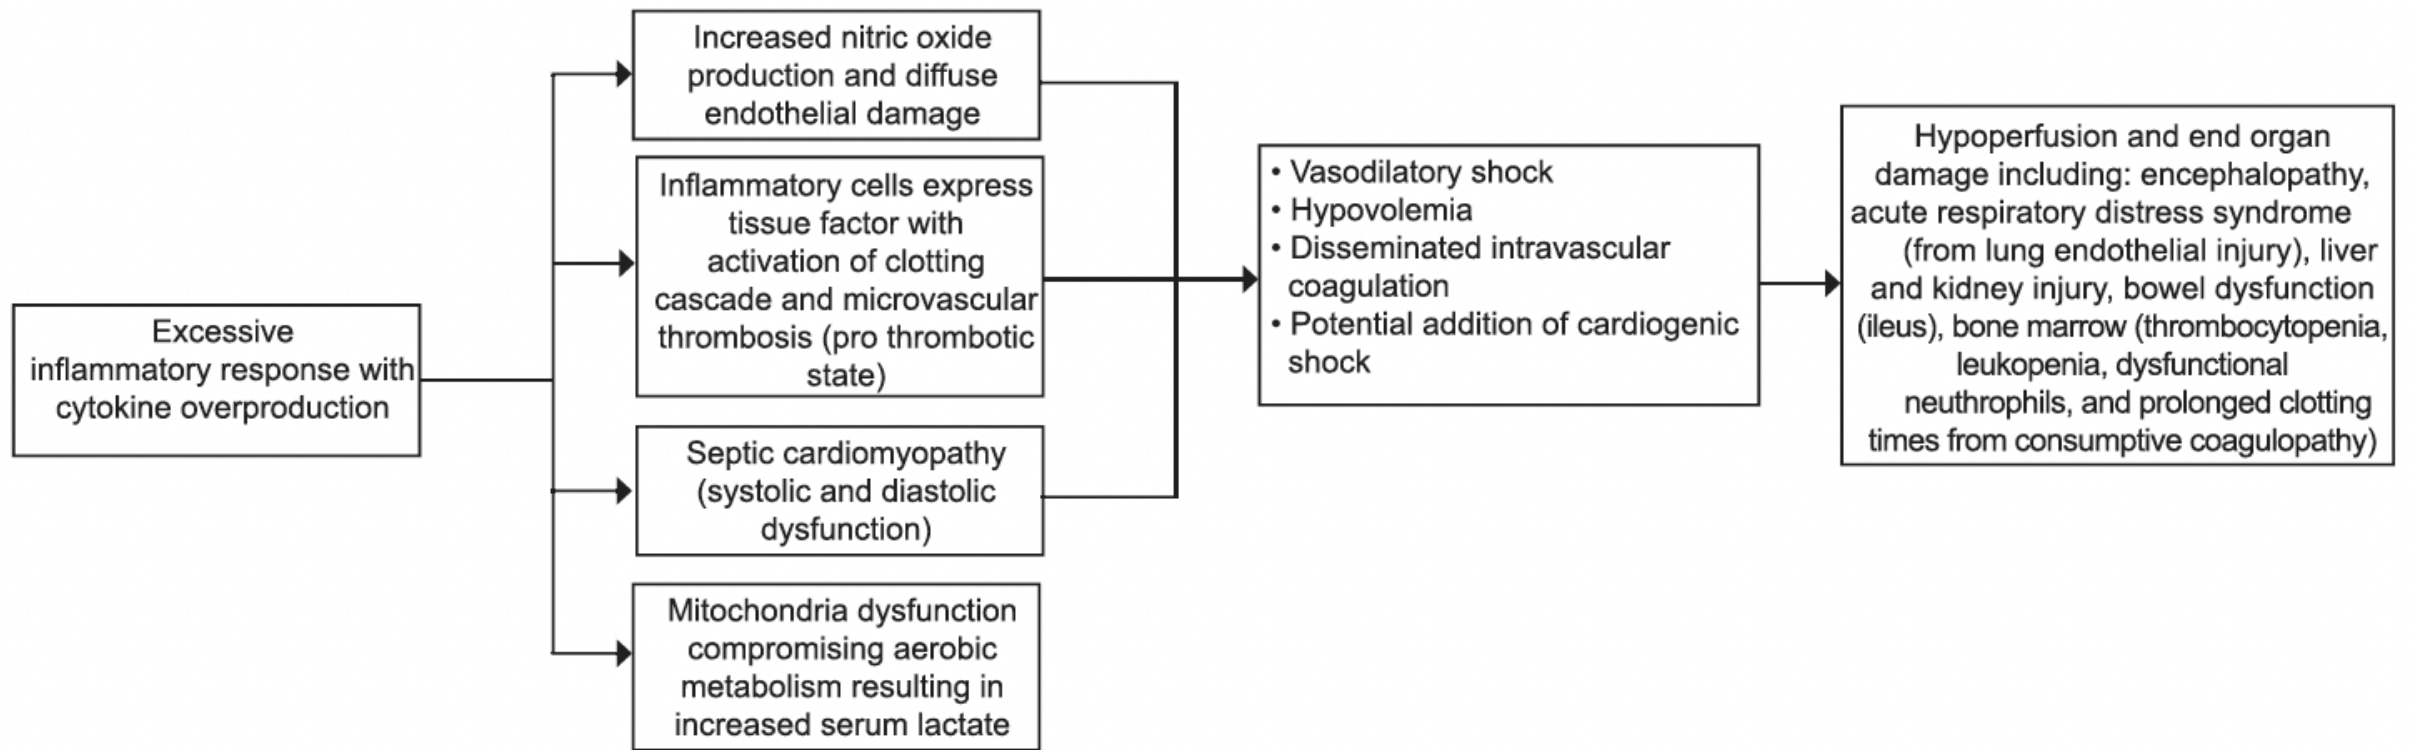 Excessive
inflammatory response with
cytokine overproduction
Increased nitric oxide
production and diffuse
endothelial damage
Inflammatory cells express
tissue factor with
activation of clotting
cascade and microvascular
thrombosis (pro thrombotic
state)
Septic cardiomyopathy
(systolic and diastolic
dysfunction)
Mitochondria dysfunction
compromising aerobic
metabolism resulting in
increased serum lactate
• Vasodilatory shock
• Hypovolemia
• Disseminated intravascular
coagulation
• Potential addition of cardiogenic
shock
Hypoperfusion and end organ
damage including: encephalopathy,
acute respiratory distress syndrome
(from lung endothelial injury), liver
and kidney injury, bowel dysfunction
(ileus), bone marrow (thrombocytopenia,
leukopenia, dysfunctional
neuthrophils, and prolonged clotting
times from consumptive coagulopathy)